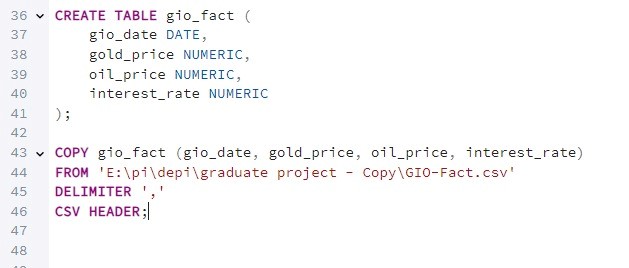 36 CREATE TABLE gio_fact (
37     gio_date DATE,
38     gold_price NUMERIC,
39     oil_price NUMERIC,
40     interest_rate NUMERIC
41 );
42
43 COPY gio_fact (gio_date, gold_price, oil_price, interest_rate)
44 FROM 'E:\pi\depi\graduate project - Copy\GIO-Fact.csv'
45 DELIMITER ','
46 CSV HEADER;
47
48